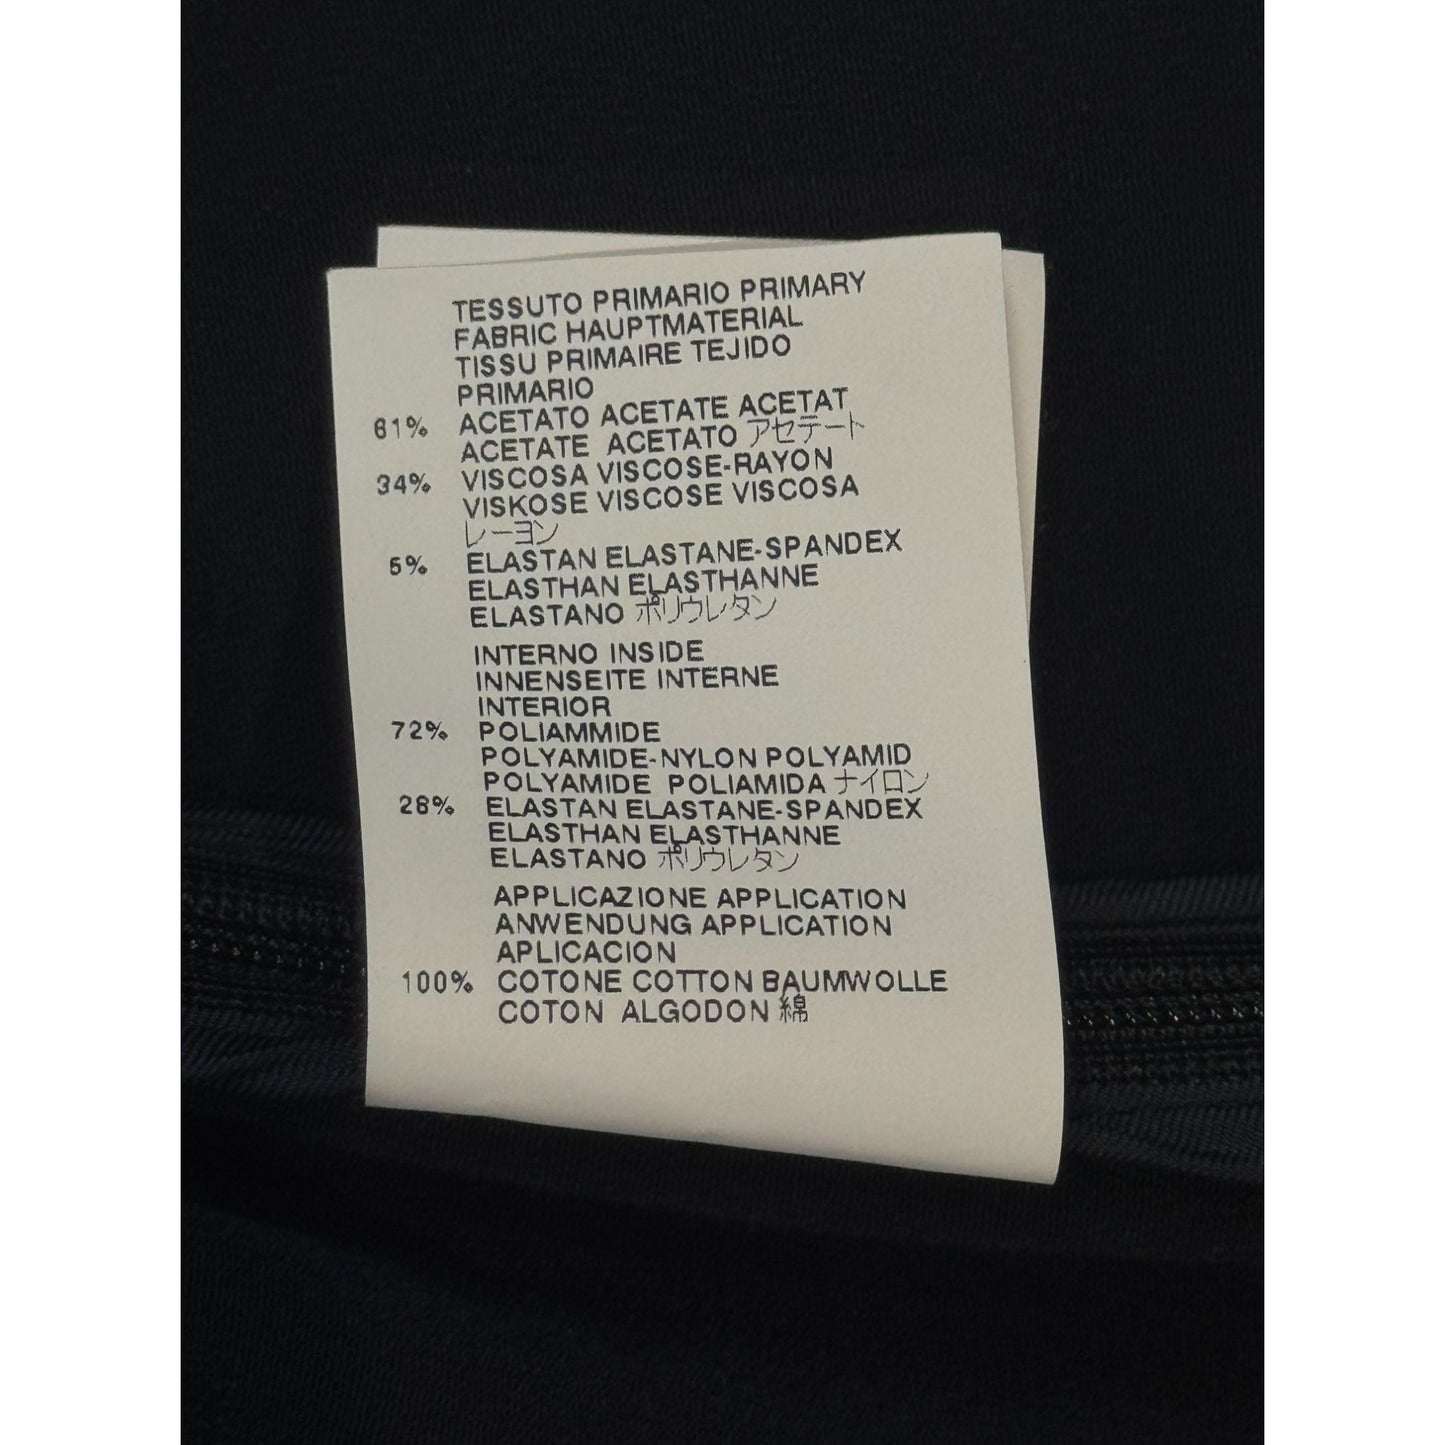 TESSUTO PRIMARIO PRIMARY
FABRIC HAUPTMATERIAL
TISSU PRIMAIRE TEJIDO
PRIMARIO
61% ACETATO ACETATE ACETAT
ACETATE ACETATO アセテート
34% VISCOSA VISCOSE-RAYON
VISKOSE VISCOSE VISCOSA
レーヨン
5% ELASTAN ELASTANE-SPANDEX
ELASTHAN ELASTHANNE
ELASTANO ポリウレタン
INTERNO INSIDE
INNENSEITE INTERNE
INTERIOR
72% POLIAMMIDE
POLYAMIDE-NYLON POLYAMID
POLYAMIDE POLIAMIDA ナイロン
28% ELASTAN ELASTANE-SPANDEX
ELASTHAN ELASTHANNE
ELASTANO ポリウレタン
APPLICAZIONE APPLICATION
ANWENDUNG APPLICATION
APLICACION
100% COTONE COTTON BAUMWOLLE
COTON ALGODON 綿